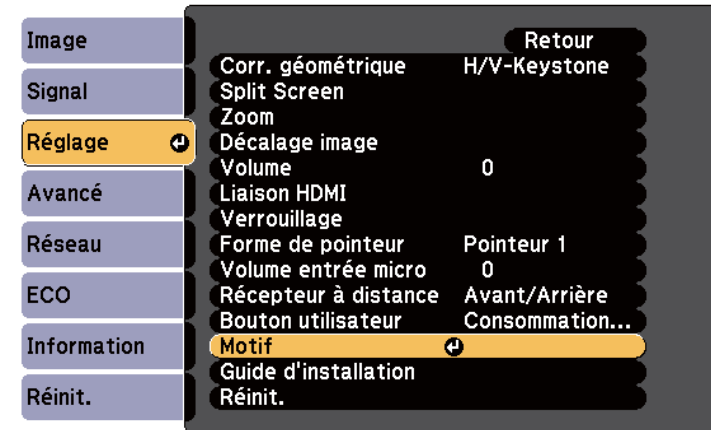 Image
Signal
Réglage
Avancé
Réseau
ECO
Information
Réinit.
Retour
Corr. géométrique H/V-Keystone
Split Screen
Zoom
Décalage image
Volume 0
Liaison HDMI
Verrouillage
Forme de pointeur Pointeur 1
Volume entrée micro 0
Récepteur à distance Avant/Arrière
Bouton utilisateur Consommation...
Motif
Guide d'installation
Réinit.